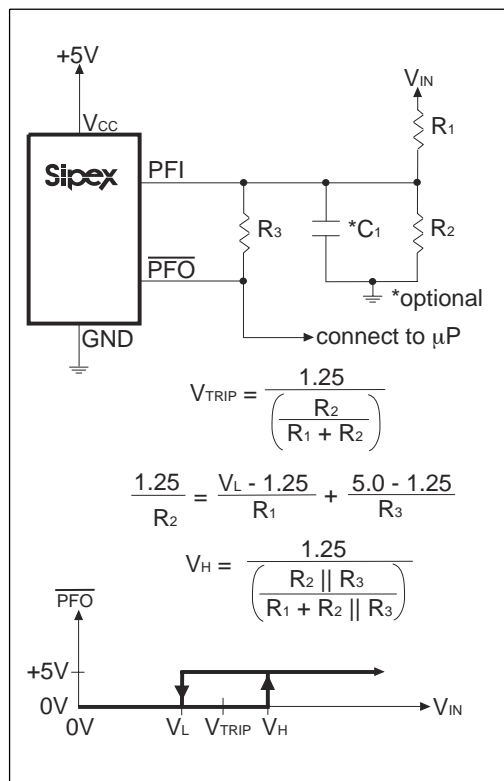 +5V
VIN
VCC
R1
Sipex
PFI
R3
*C1
R2
PFO
*optional
GND
connect to µP
VTRIP = 1.25 / ( R2 / (R1 + R2) )
1.25 / R2 = (VL - 1.25) / R1 + (5.0 - 1.25) / R3
VH = 1.25 / ( R2 || R3 / (R1 + R2 || R3) )
PFO
+5V
0V
0V VL VTRIP VH VIN